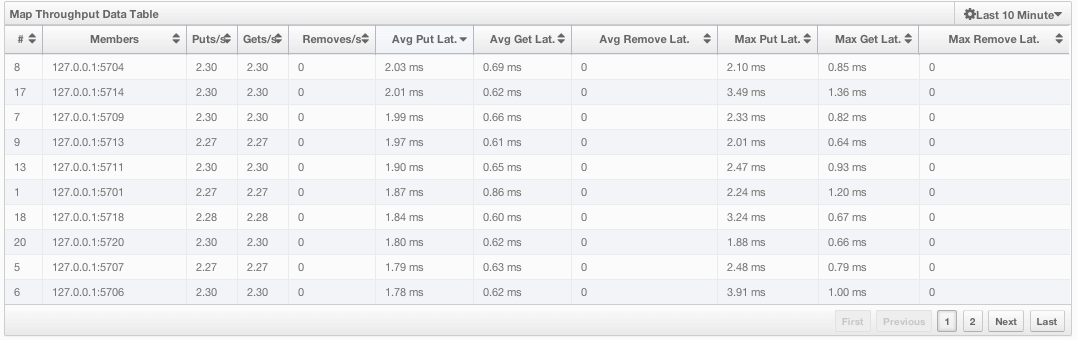 Map Throughput Data Table Last 10 Minute
# Members Puts/s Gets/s Removes/s Avg Put Lat. Avg Get Lat. Avg Remove Lat. Max Put Lat. Max Get Lat. Max Remove Lat.
8 127.0.0.1:5704 2.30 2.30 0 2.03 ms 0.69 ms 0 2.10 ms 0.85 ms 0
17 127.0.0.1:5714 2.30 2.30 0 2.01 ms 0.62 ms 0 3.49 ms 1.36 ms 0
7 127.0.0.1:5709 2.30 2.30 0 1.99 ms 0.66 ms 0 2.33 ms 0.82 ms 0
9 127.0.0.1:5713 2.27 2.27 0 1.97 ms 0.61 ms 0 2.01 ms 0.64 ms 0
13 127.0.0.1:5711 2.30 2.30 0 1.90 ms 0.65 ms 0 2.47 ms 0.93 ms 0
1 127.0.0.1:5701 2.27 2.27 0 1.87 ms 0.86 ms 0 2.24 ms 1.20 ms 0
18 127.0.0.1:5718 2.28 2.28 0 1.84 ms 0.60 ms 0 3.24 ms 0.67 ms 0
20 127.0.0.1:5720 2.30 2.30 0 1.80 ms 0.62 ms 0 1.88 ms 0.66 ms 0
5 127.0.0.1:5707 2.27 2.27 0 1.79 ms 0.63 ms 0 2.48 ms 0.79 ms 0
6 127.0.0.1:5706 2.30 2.30 0 1.78 ms 0.62 ms 0 3.91 ms 1.00 ms 0
First Previous 1 2 Next Last